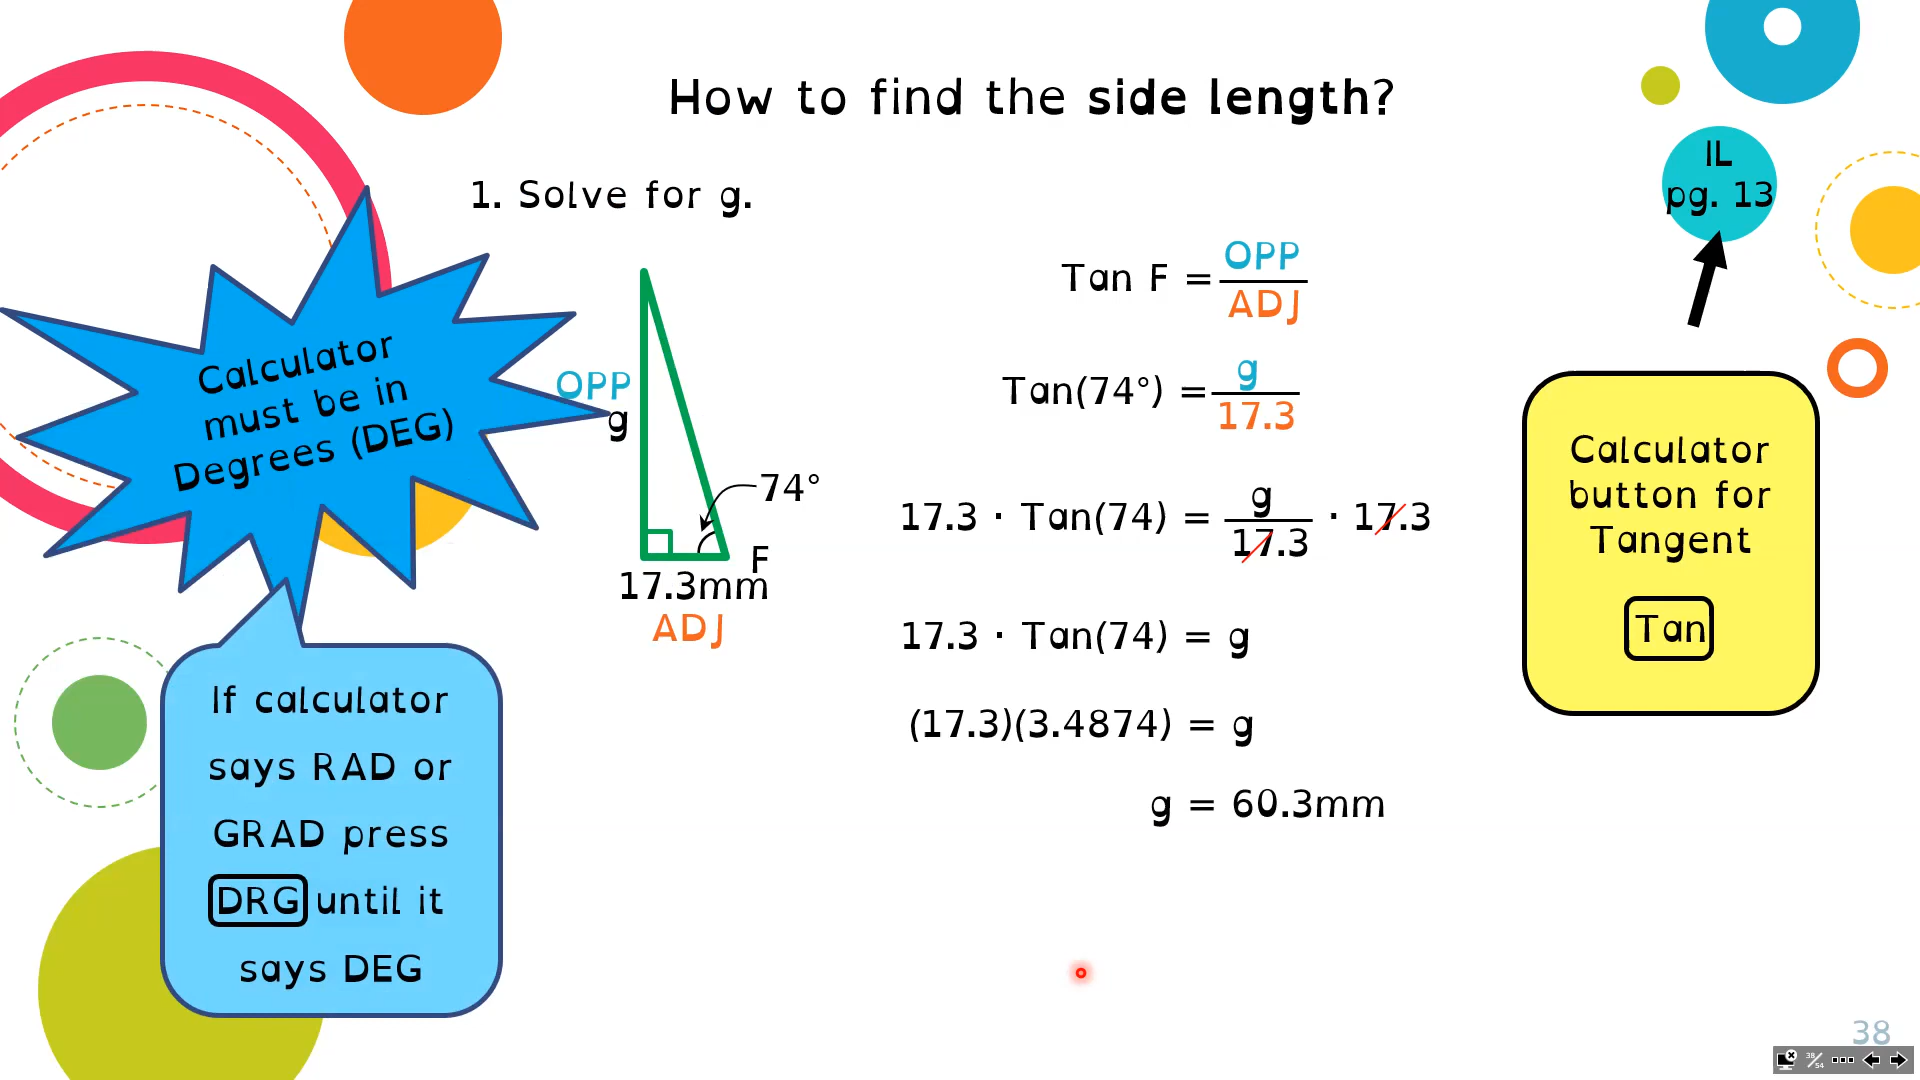 How to find the side length?
IL
pg. 13
1. Solve for g.
Calculator
must be in
Degrees (DEG)
OPP
g
74°
F
17.3mm
ADJ
Tan F = OPP/ADJ
Tan(74°) = g/17.3
17.3 · Tan(74) = g/17.3 · 17.3
17.3 · Tan(74) = g
(17.3)(3.4874) = g
g = 60.3mm
Calculator
button for
Tangent
Tan
If calculator
says RAD or
GRAD press
DRG until it
says DEG
38
38/54